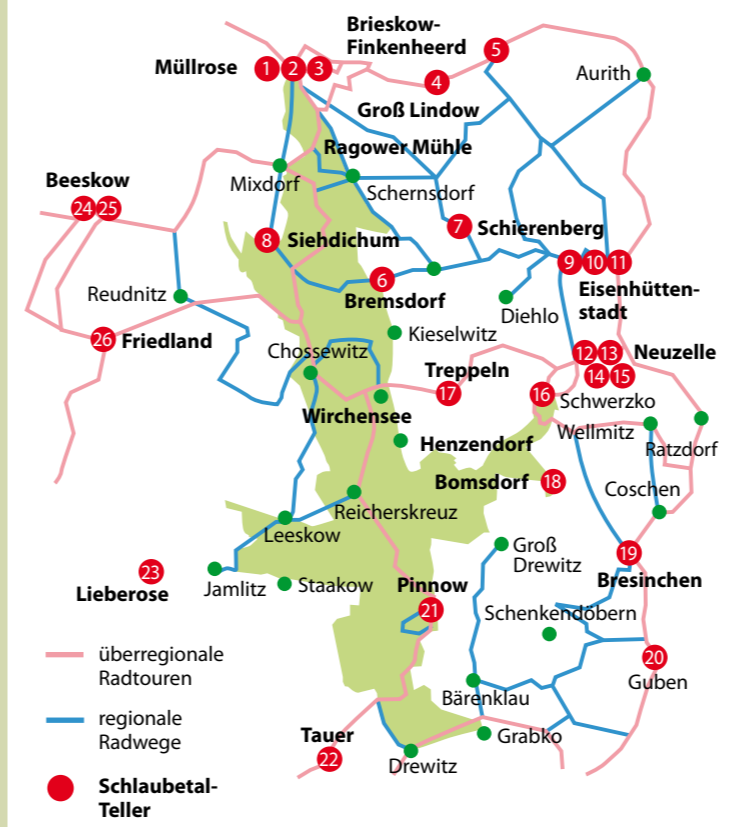 Brieskow-
Finkenheerd
5
Müllrose
1 2 3
4
Aurith
Groß Lindow
Ragower Mühle
Mixdorf
Schernsdorf
Beeskow
24 25
7
Schierenberg
8
Siehdichum
9 10 11
6
Bremsdorf
Eisenhütten-
stadt
Reudnitz
Diehlo
26
Friedland
Kieselwitz
Chossewitz
12 13
Neuzelle
14 15
Treppeln
17
16
Schwerzko
Wirchensee
Wellmitz
Ratzdorf
Henzendorf
Bomsdorf
18
Coschen
Reicherskreuz
Leeskow
Groß
Drewitz
19
Bresinchen
23
Lieberose
Jamlitz
Staakow
Pinnow
21
Schenkendöbern
20
Guben
überregionale
Radtouren
Bärenklau
regionale
Radwege
Tauer
22
Grabko
Drewitz
Schlaubetal-
Teller